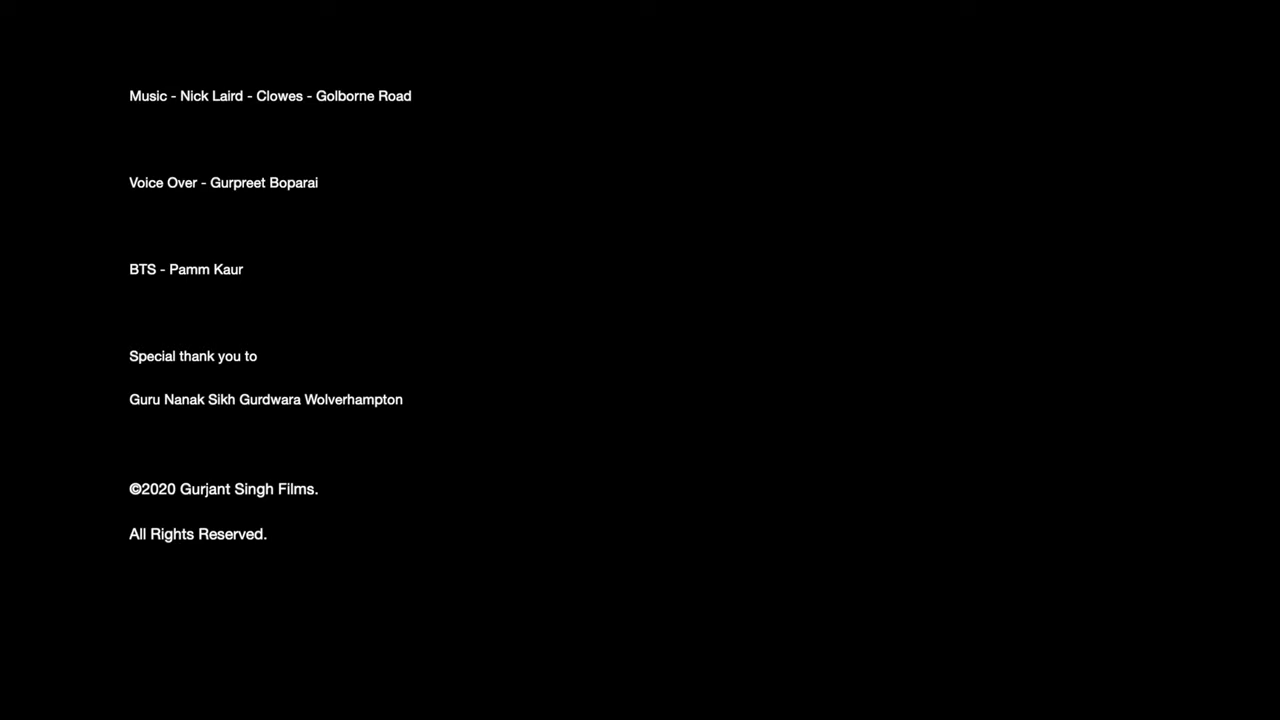 Music - Nick Laird - Clowes - Golborne Road
Voice Over - Gurpreet Boparai
BTS - Pamm Kaur
Special thank you to
Guru Nanak Sikh Gurdwara Wolverhampton
©2020 Gurjant Singh Films.
All Rights Reserved.